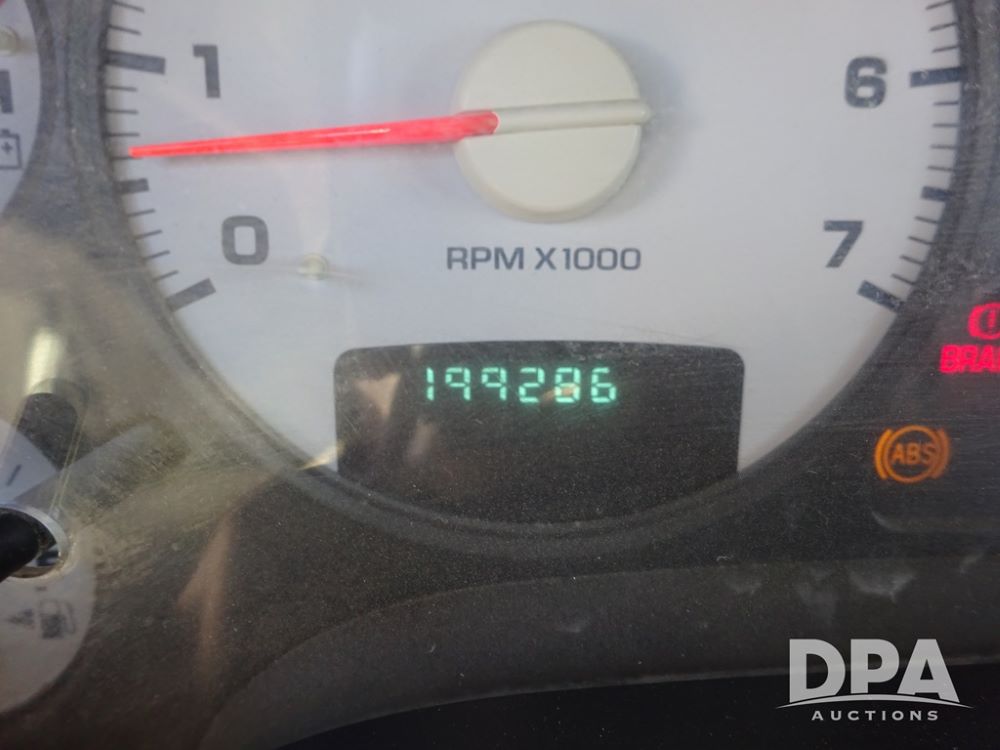 1
6
0
7
RPM X1000
199286
ABS
DPA
AUCTIONS